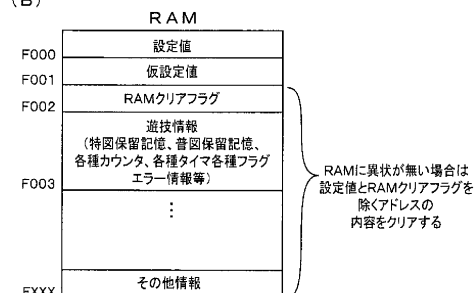 (B)
RAM
設定値
F000
仮設定値
F001
RAMクリアフラグ
F002
遊技情報
(特図保留記憶、普図保留記憶、
各種カウンタ、各種タイマ各種フラグ
エラー情報等)
F003
⋮
その他情報
FXXX
RAMに異状が無い場合は
設定値とRAMクリアフラグを
除くアドレスの
内容をクリアする